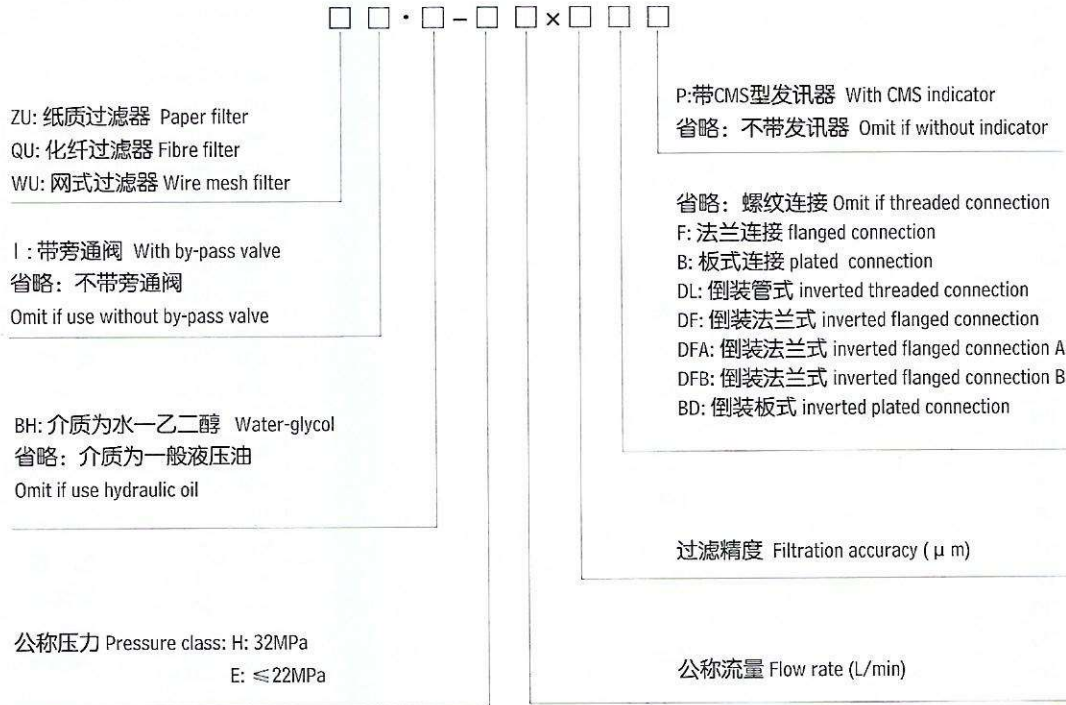 □ □ · □ - □ □ × □ □ □
ZU: 纸质过滤器 Paper filter
QU: 化纤过滤器 Fibre filter
WU: 网式过滤器 Wire mesh filter
I : 带旁通阀 With by-pass valve
省略：不带旁通阀
Omit if use without by-pass valve
BH: 介质为水一乙二醇 Water-glycol
省略：介质为一般液压油
Omit if use hydraulic oil
公称压力 Pressure class: H: 32MPa
E: ≤22MPa
P:带CMS型发讯器 With CMS indicator
省略：不带发讯器 Omit if without indicator
省略：螺纹连接 Omit if threaded connection
F: 法兰连接 flanged connection
B: 板式连接 plated connection
DL: 倒装管式 inverted threaded connection
DF: 倒装法兰式 inverted flanged connection
DFA: 倒装法兰式 inverted flanged connection A
DFB: 倒装法兰式 inverted flanged connection B
BD: 倒装板式 inverted plated connection
过滤精度 Filtration accuracy ( μ m)
公称流量 Flow rate (L/min)